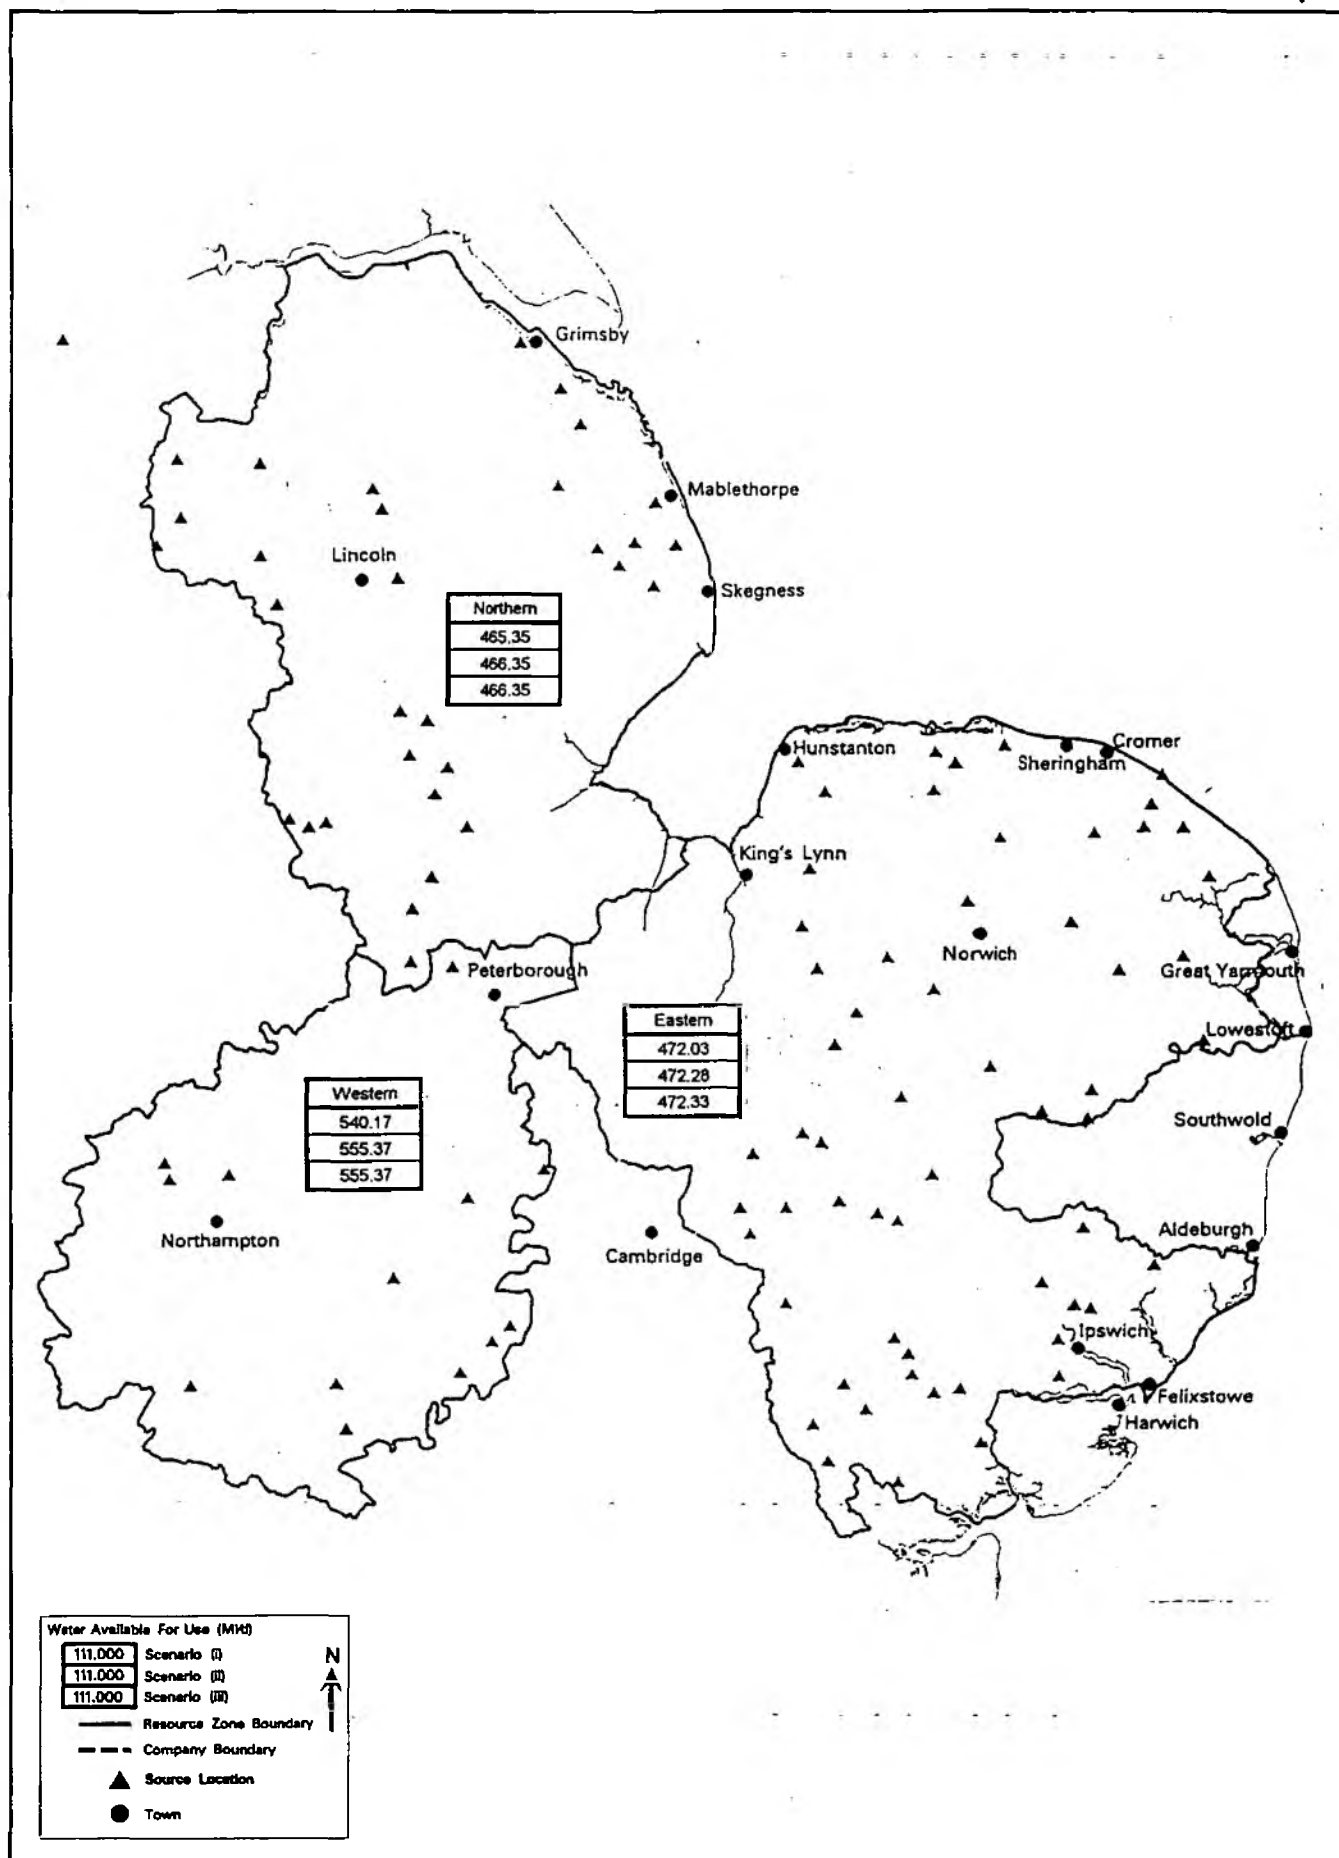 Grimsby
Mablethorpe
Lincoln
Skegness
Northern
465.35
466.35
466.35
Hunstanton
Sheringham
Cromer
King's Lynn
Norwich
Peterborough
Great Yarmouth
Lowestoft
Eastern
472.03
472.28
472.33
Western
540.17
555.37
555.37
Southwold
Northampton
Cambridge
Aldeburgh
Ipswich
Felixstowe
Harwich
Water Available For Use (Ml/d)
111.000 Scenario (i)
111.000 Scenario (ii)
111.000 Scenario (iii)
N
Resource Zone Boundary
Company Boundary
Source Location
Town